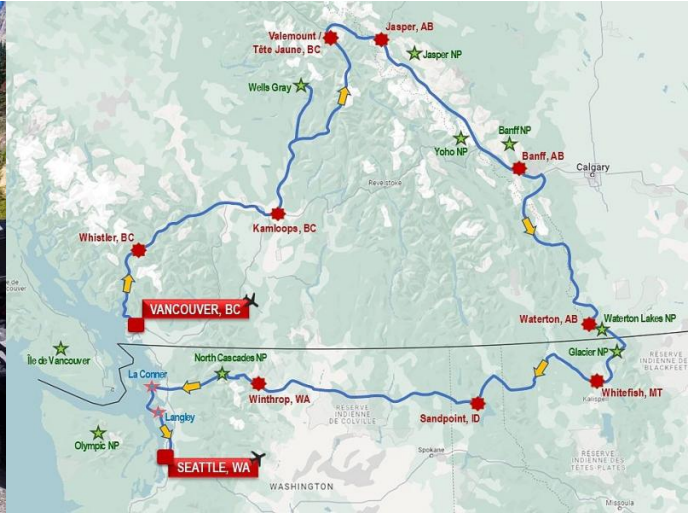 Valemount /
Tête Jaune, BC
Jasper, AB
Jasper NP
Wells Gray
Banff NP
Yoho NP
Banff, AB
Calgary
Revelstoke
Kamloops, BC
Whistler, BC
VANCOUVER, BC
Waterton, AB
Waterton Lakes NP
Île de Vancouver
North Cascades NP
Glacier NP
RÉSERVE
INDIENNE DE
BLACKFEET
La Conner
Winthrop, WA
Whitefish, MT
Kalispell
Langley
RÉSERVE
INDIENNE
DE COLVILLE
Sandpoint, ID
Olympic NP
Spokane
SEATTLE, WA
RÉSERVE
INDIENNE DES
TÊTES-PLATES
WASHINGTON
Missoula